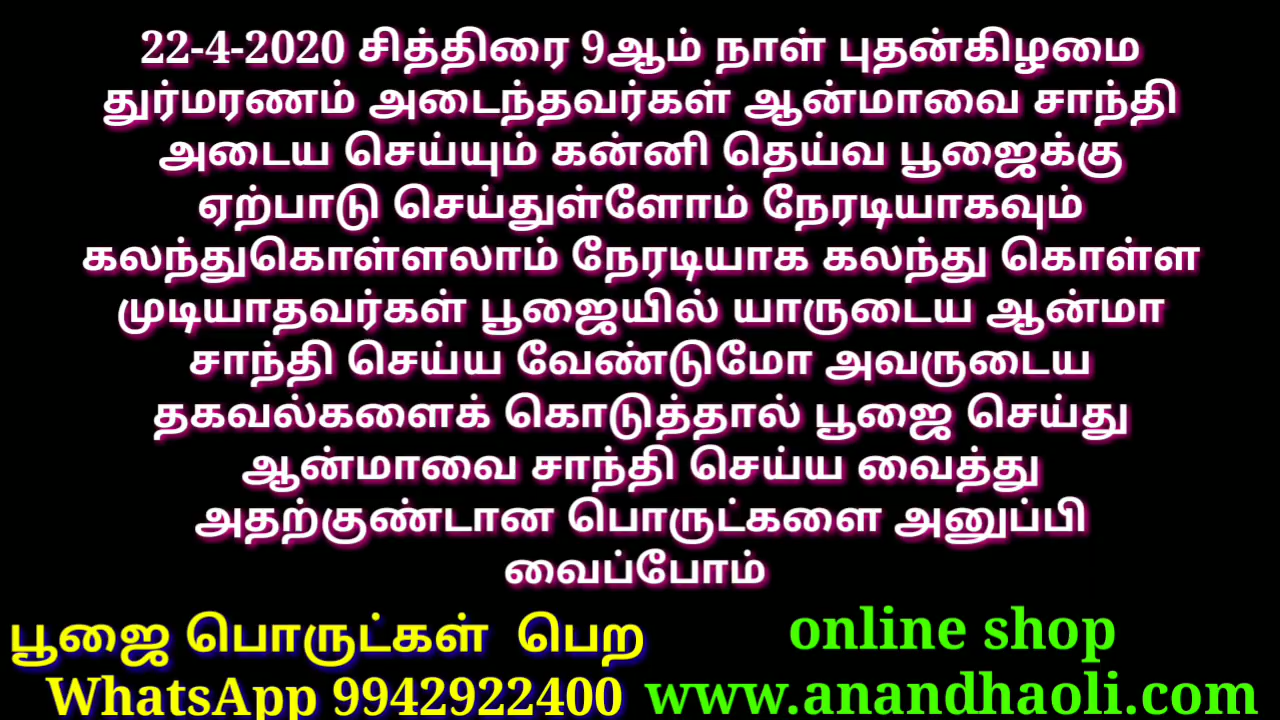 22-4-2020 சித்திரை 9ஆம் நாள் புதன்கிழமை
துர்மரணம் அடைந்தவர்கள் ஆன்மாவை சாந்தி
அடைய செய்யும் கன்னி தெய்வ பூஜைக்கு
ஏற்பாடு செய்துள்ளோம் நேரடியாகவும்
கலந்துகொள்ளலாம் நேரடியாக கலந்து கொள்ள
முடியாதவர்கள் பூஜையில் யாருடைய ஆன்மா
சாந்தி செய்ய வேண்டுமோ அவருடைய
தகவல்களைக் கொடுத்தால் பூஜை செய்து
ஆன்மாவை சாந்தி செய்ய வைத்து
அதற்குண்டான பொருட்களை அனுப்பி
வைப்போம்
பூஜை பொருட்கள் பெற
WhatsApp 9942922400
online shop
www.anandhaoli.com